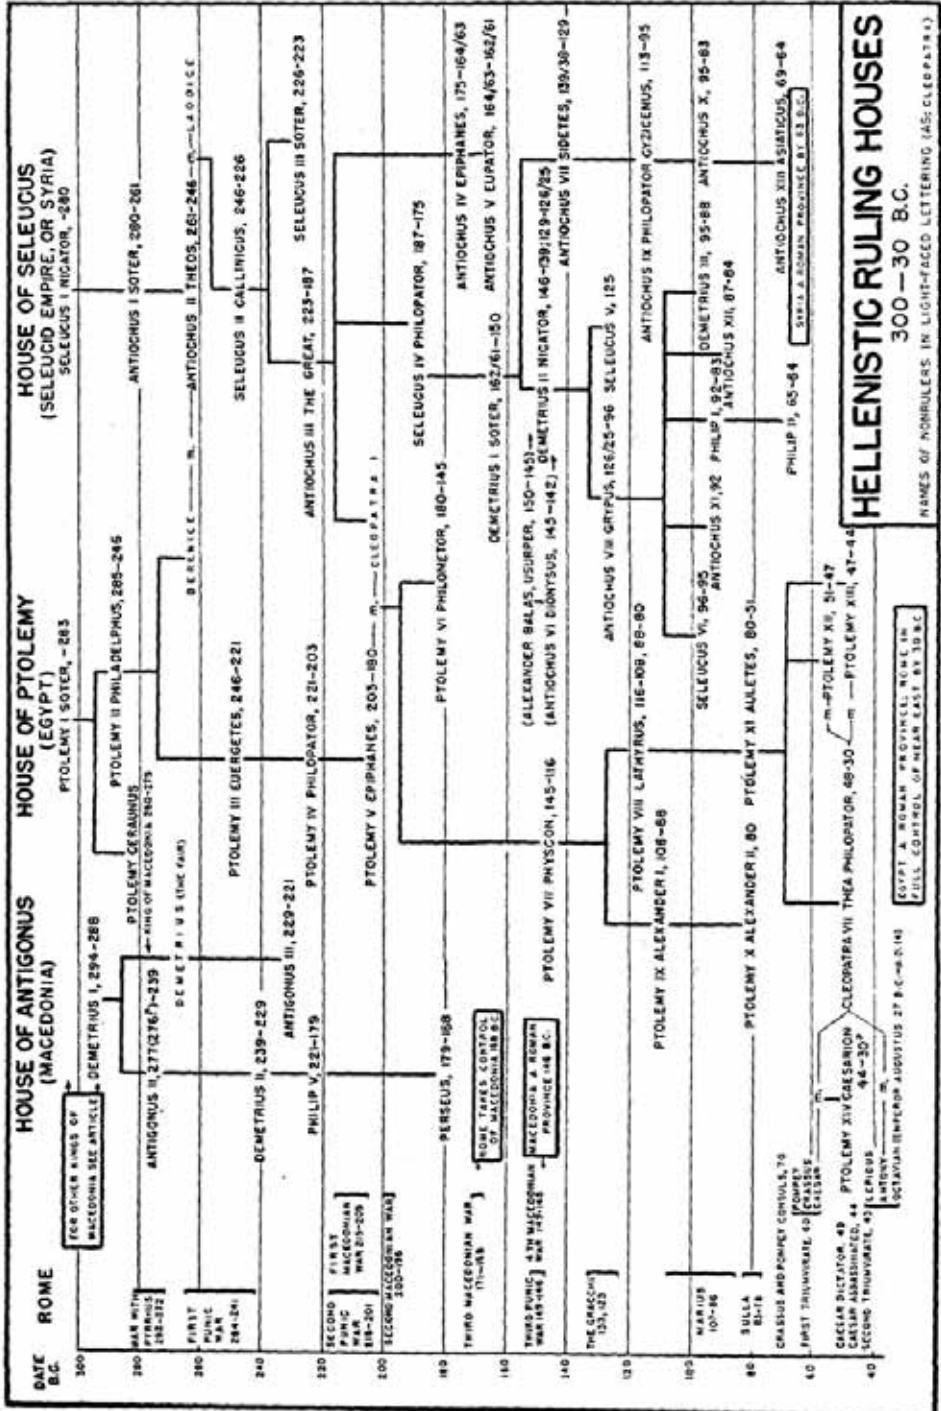 DATE
B.C.
ROME
HOUSE OF ANTIGONUS
(MACEDONIA)
HOUSE OF PTOLEMY
(EGYPT)
PTOLEMY I SOTER, -283
HOUSE OF SELEUCUS
(SELEUCID EMPIRE, OR SYRIA)
SELEUCUS I NICATOR, -280
300
FOR OTHER KINGS OF
MACEDONIA SEE ARTICLE
DEMETRIUS I, 294-288
PTOLEMY II PHILADELPHUS, 285-246
280
WAR WITH
PYRRHUS
282-272
PTOLEMY CERAUNUS
KING OF MACEDONIA 280-279
ANTIGONUS II, 277(276?)-239
ANTIOCHUS I SOTER, 280-261
DEMETRIUS (THE FAIR)
260
FIRST
PUNIC
WAR
264-241
BERENICE m. ANTIOCHUS II THEOS, 261-246 m. LAODICE
PTOLEMY III EUERGETES, 246-221
SELEUCUS II CALLINICUS, 246-226
240
DEMETRIUS II, 239-229
ANTIGONUS III, 229-221
SELEUCUS III SOTER, 226-223
220
PHILIP V, 221-179
PTOLEMY IV PHILOPATOR, 221-203
ANTIOCHUS III THE GREAT, 223-187
SECOND
PUNIC
WAR
218-201
FIRST
MACEDONIAN
WAR 215-205
200
SECOND MACEDONIAN WAR
200-196
PTOLEMY V EPIPHANES, 203-180 m. CLEOPATRA I
SELEUCUS IV PHILOPATOR, 187-175
180
PERSEUS, 179-168
PTOLEMY VI PHILOMETOR, 180-145
ANTIOCHUS IV EPIPHANES, 175-164/63
THIRD MACEDONIAN WAR
171-168
ROME TAKES CONTROL
OF MACEDONIA 168 B.C.
DEMETRIUS I SOTER, 162/61-150
ANTIOCHUS V EUPATOR, 164/63-162/61
160
THIRD PUNIC
WAR 149-146
4TH MACEDONIAN
WAR 149-148
MACEDONIA A ROMAN
PROVINCE 146 B.C.
(ALEXANDER BALAS, USURPER, 150-145)
DEMETRIUS II NICATOR, 146-139; 129-126/25
PTOLEMY VII PHYSCON, 145-116
(ANTIOCHUS VI DIONYSUS, 145-142)
ANTIOCHUS VII SIDETES, 139/38-129
140
THE GRACCHI
133, 123
ANTIOCHUS VIII GRYPUS, 126/25-96
SELEUCUS V, 125
120
PTOLEMY VIII LATHYRUS, 116-108, 88-80
ANTIOCHUS IX PHILOPATOR CYZICENUS, 113-95
PTOLEMY IX ALEXANDER I, 108-88
100
MARIUS
107-86
SELEUCUS VI, 96-95
ANTIOCHUS XI, 92
PHILIP I, 92-83
DEMETRIUS III, 95-88
ANTIOCHUS XII, 87-84
ANTIOCHUS X, 95-83
80
SULLA
PTOLEMY X ALEXANDER II, 80
PTOLEMY XI AULETES, 80-51
CRASSUS AND POMPEY CONSULS, 70
PHILIP II, 65-64
ANTIOCHUS XIII ASIATICUS, 69-64
SYRIA A ROMAN PROVINCE BY 63 B.C.
FIRST TRIUMVIRATE, 60
POMPEY
CRASSUS
CAESAR
60
m.
m.-PTOLEMY XII, 51-47
CAESAR DICTATOR, 49
CAESAR ASSASSINATED, 44
SECOND TRIUMVIRATE, 43
PTOLEMY XIV CAESARION
44-30?
CLEOPATRA VII THEA PHILOPATOR, 48-30
m PTOLEMY XIII, 47-44
40
LEPIDUS
ANTONY m.
OCTAVIAN (EMPEROR AUGUSTUS 27 B.C.-A.D. 14)
EGYPT A ROMAN PROVINCE; ROME IN
FULL CONTROL OF NEAR EAST BY 30 B.C.
HELLENISTIC RULING HOUSES
300-30 B.C.
NAMES OF NONRULERS IN LIGHT-FACED LETTERING (AS: CLEOPATRA)